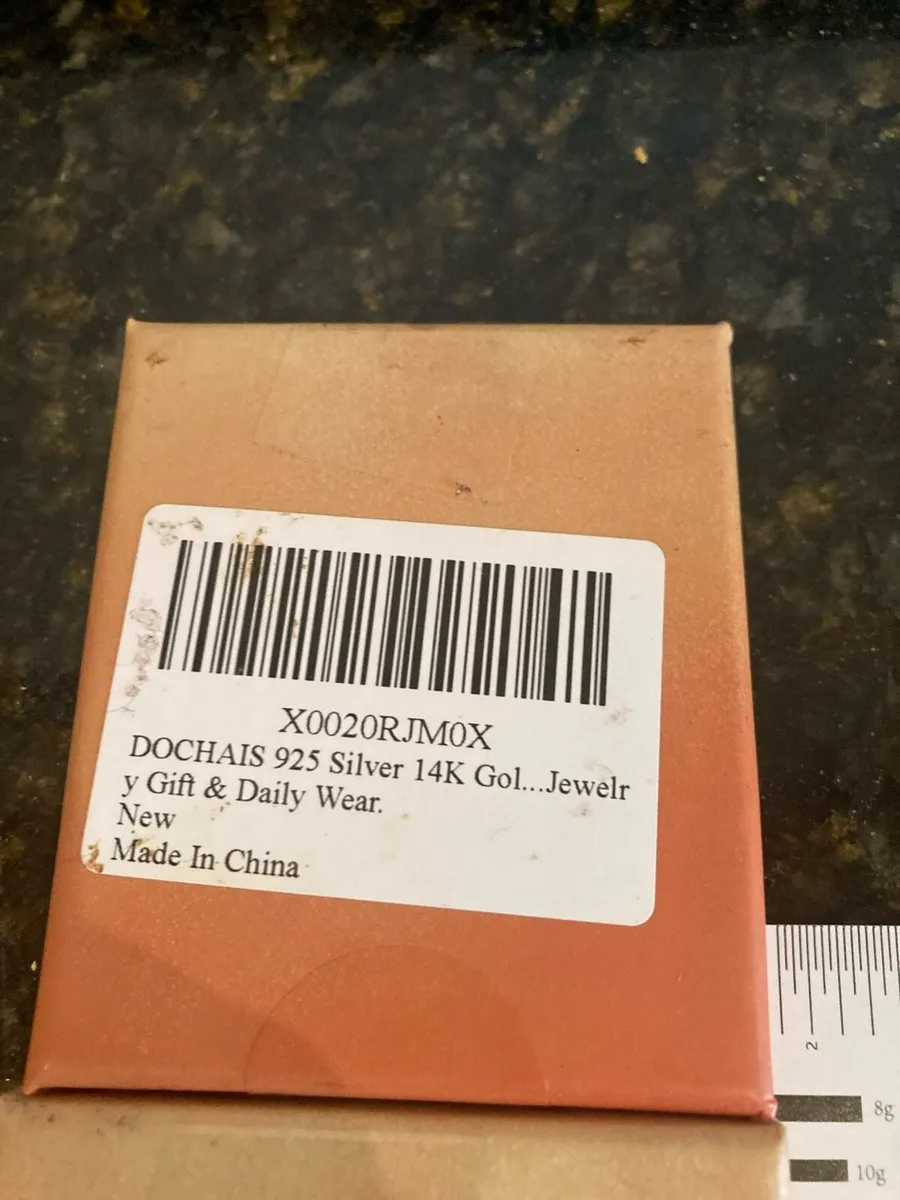 X0020RJM0X
DOCHAIS 925 Silver 14K Gol...Jewelr
y Gift & Daily Wear.
New
Made In China
2
8g
10g